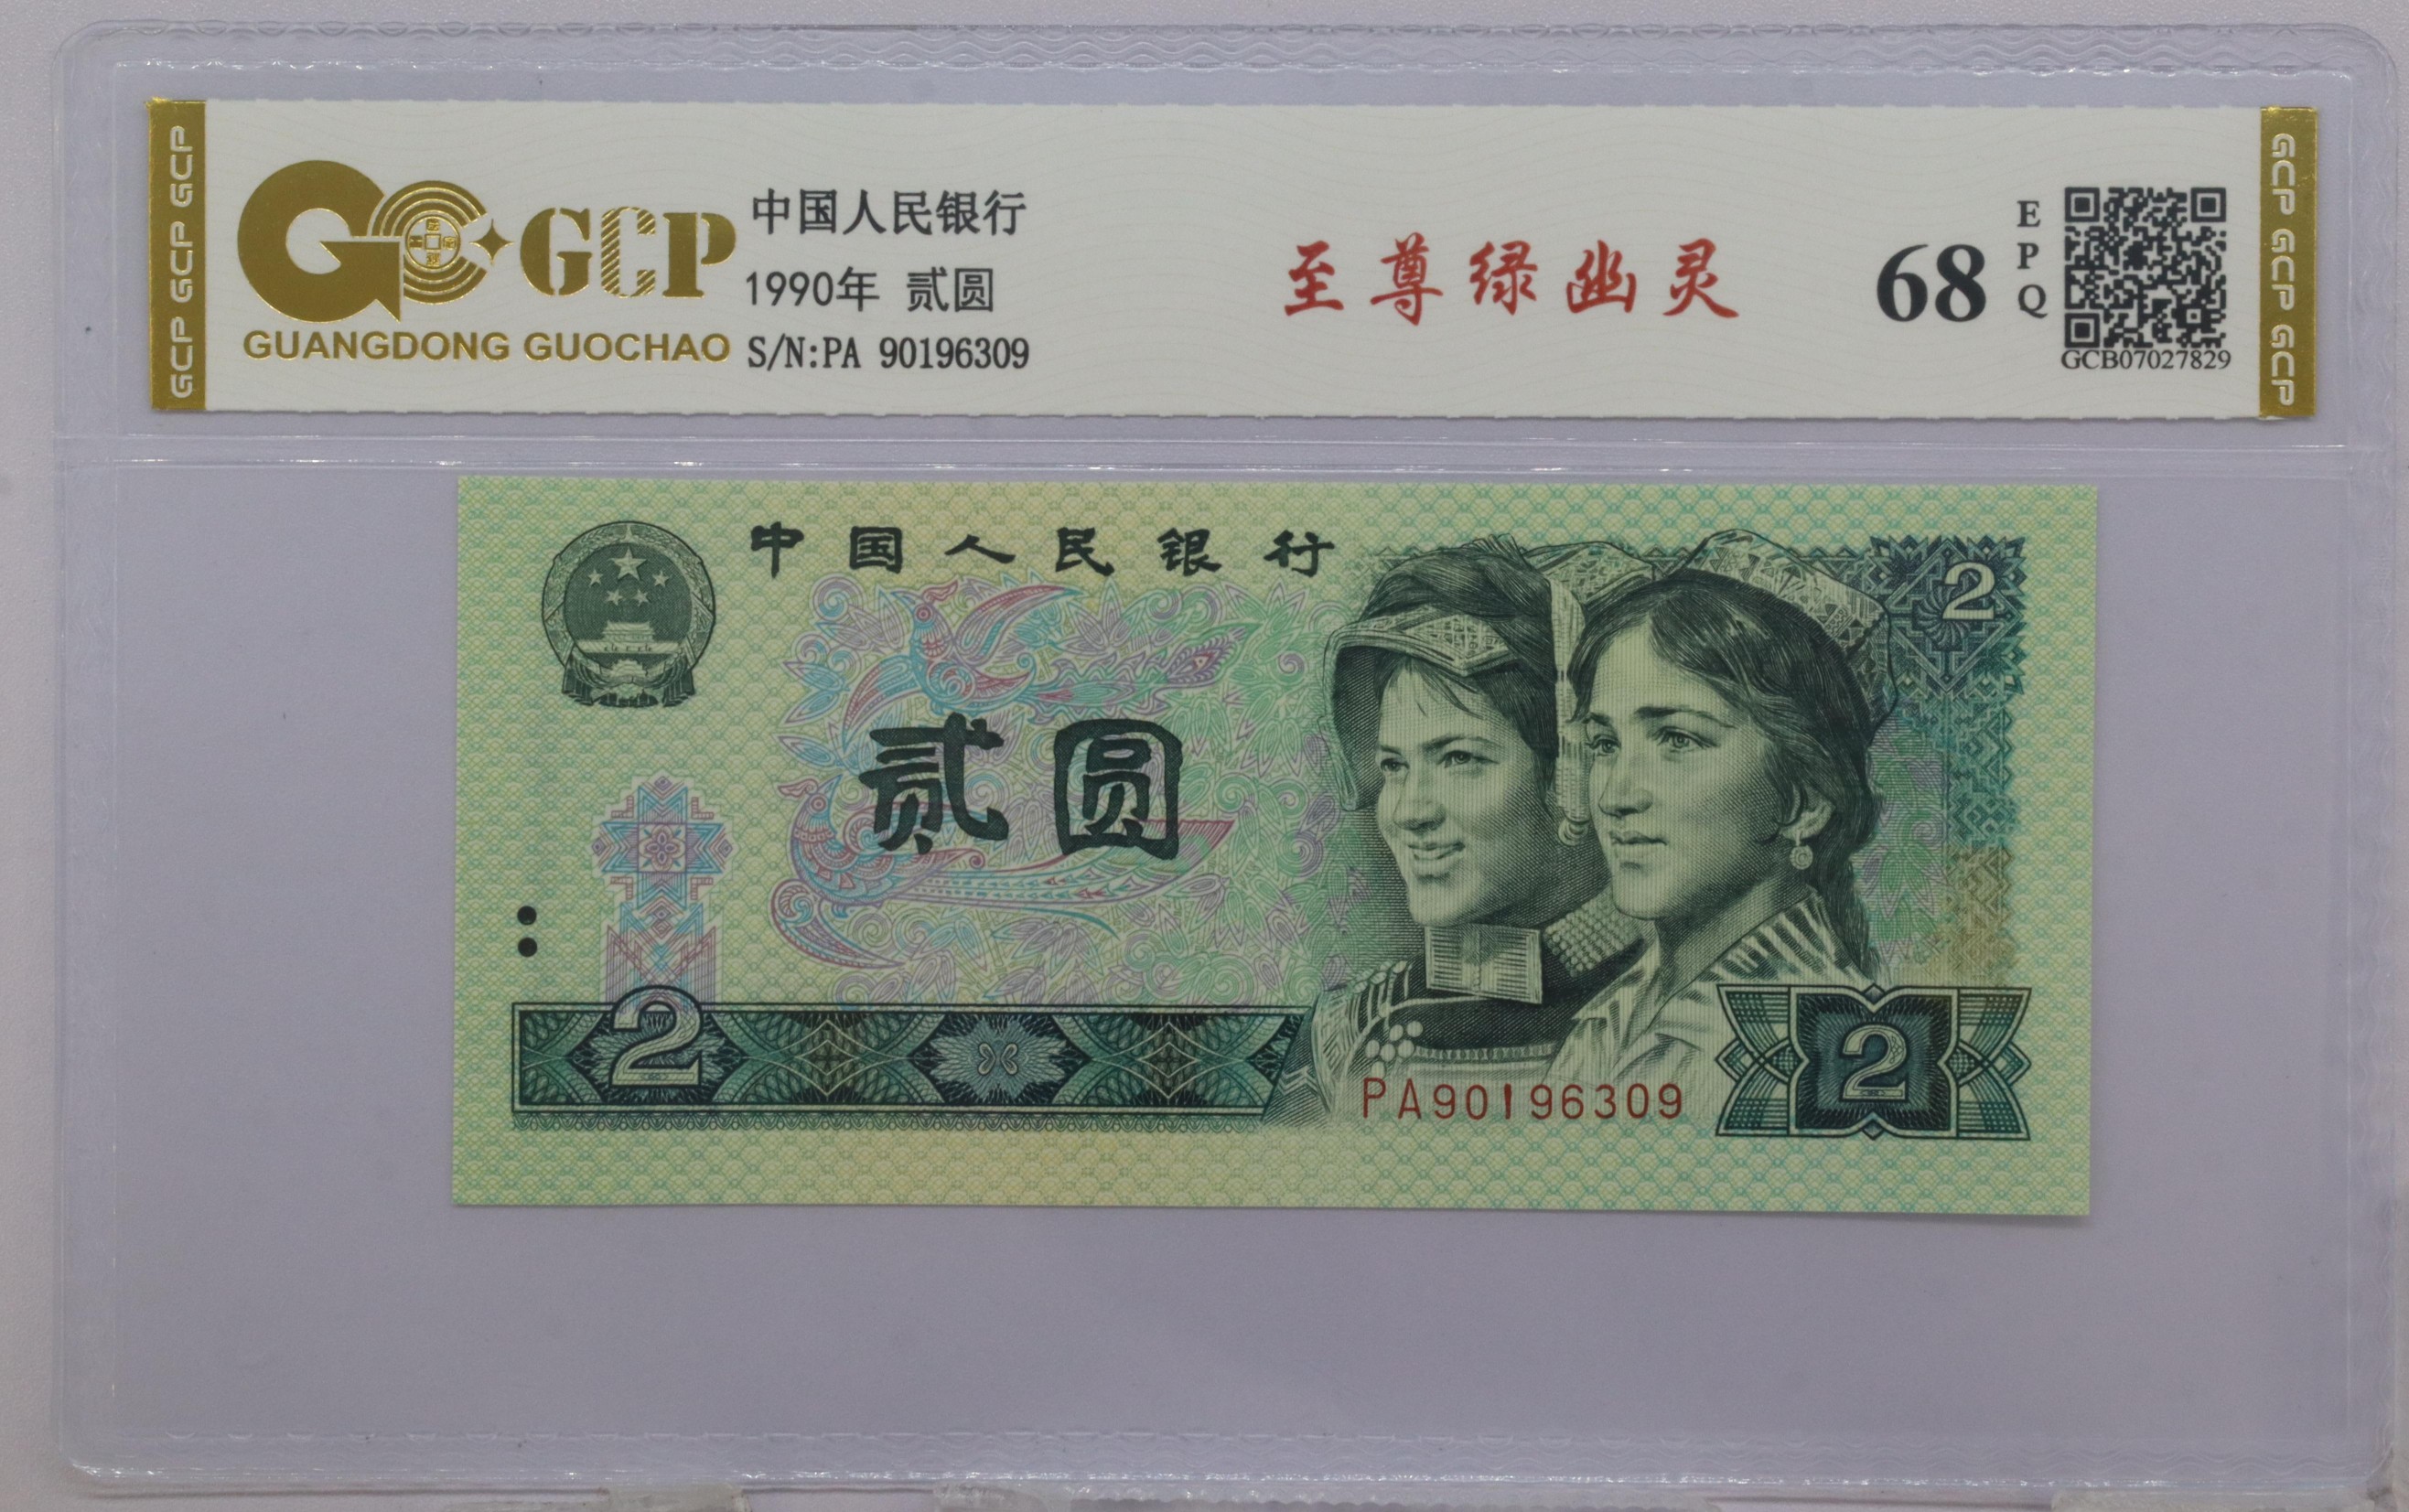 GCP GCP GCP
GCP
GUANGDONG GUOCHAO
中国人民银行
1990年 贰圆
S/N:PA 90196309
至尊绿幽灵
68
EPQ
GCB07027829
GCP GCP GCP
中国人民银行
2
贰圆
2
PA90196309
2